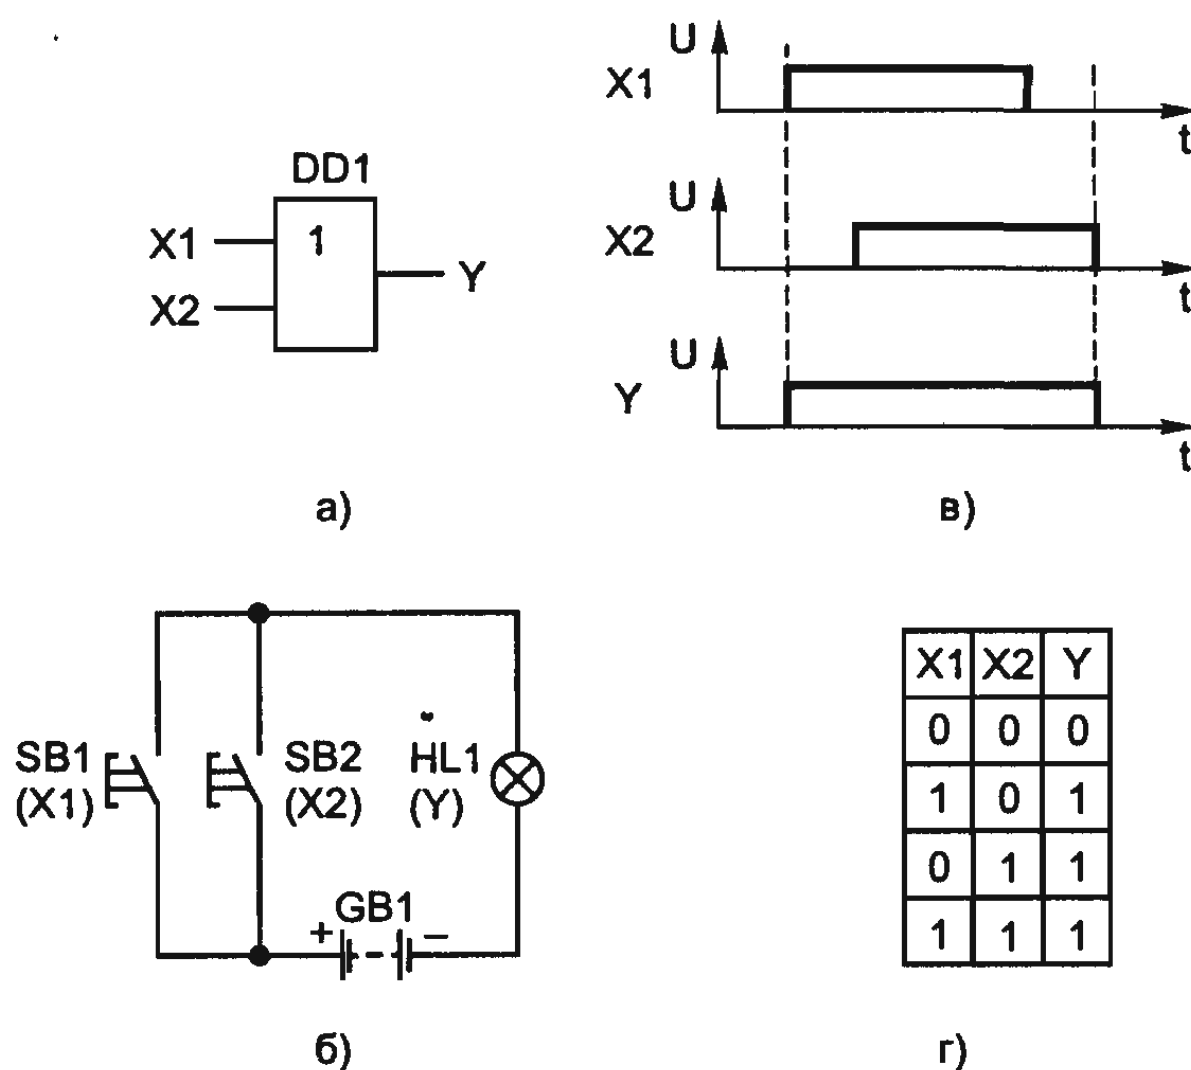 DD1
X1
1
X2
Y
а)
U
X1
t
U
X2
t
U
Y
t
в)
SB1
(X1)
SB2
(X2)
HL1
(Y)
GB1
+
−
б)
X1 X2 Y
0 0 0
1 0 1
0 1 1
1 1 1
г)